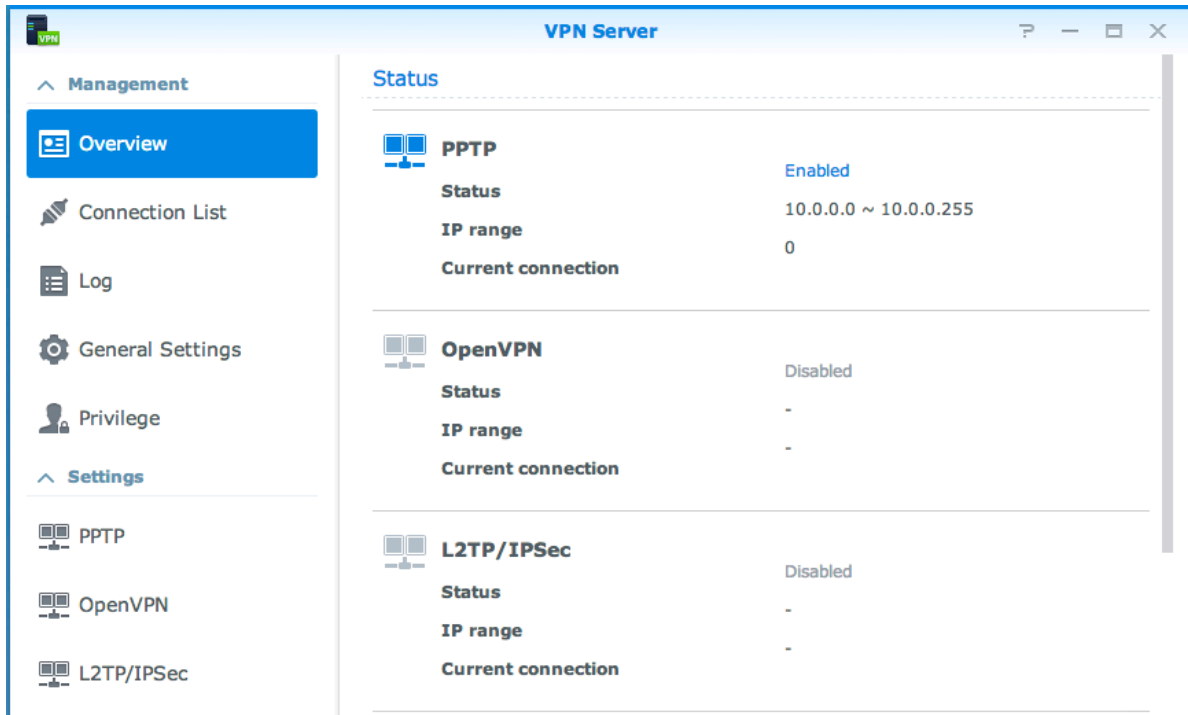 VPN
VPN Server
Management
Overview
Connection List
Log
General Settings
Privilege
Settings
PPTP
OpenVPN
L2TP/IPSec
Status
PPTP
Status
Enabled
IP range
10.0.0.0 ~ 10.0.0.255
Current connection
0
OpenVPN
Status
Disabled
IP range
-
Current connection
-
L2TP/IPSec
Status
Disabled
IP range
-
Current connection
-